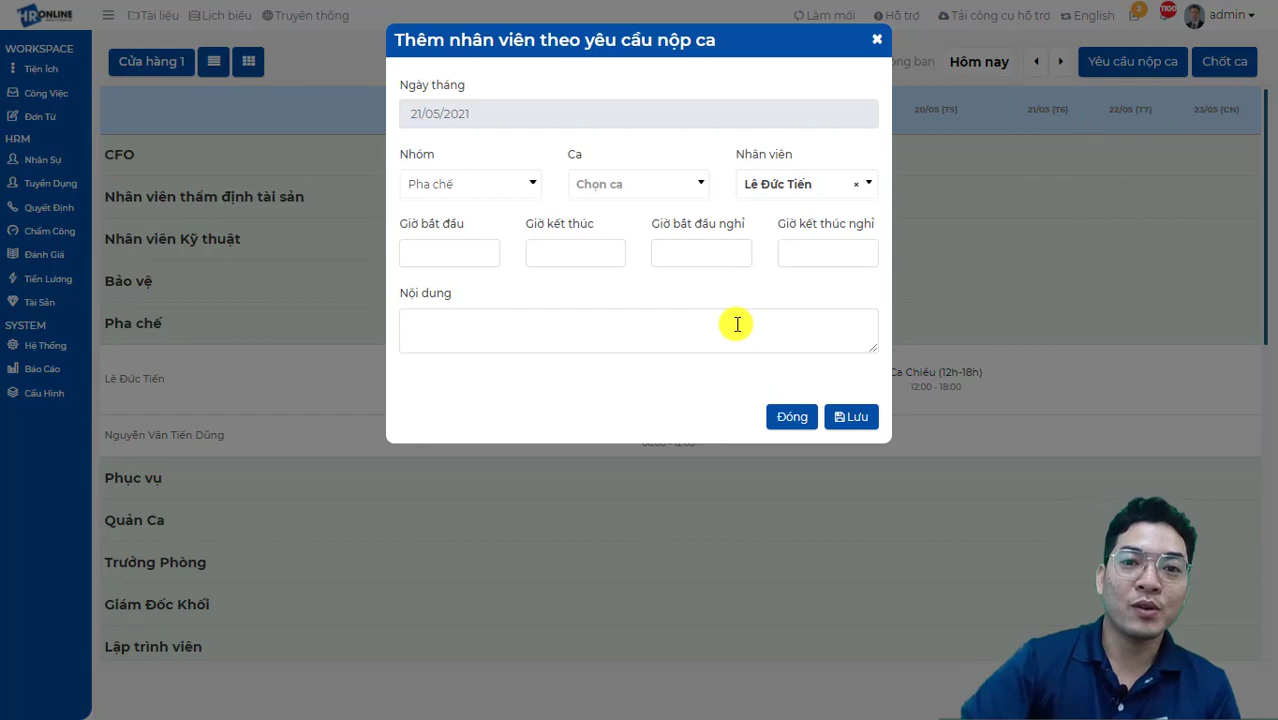 HR ONLINE
Tài liệu
Lịch biểu
Truyền thông
Làm mới
Hỗ trợ
Tải công cụ hỗ trợ
English
2
1100
admin
WORKSPACE
Tiện Ích
Công Việc
Đơn Từ
HRM
Nhân Sự
Tuyển Dụng
Quyết Định
Chấm Công
Đánh Giá
Tiền Lương
Tài Sản
SYSTEM
Hệ Thống
Báo Cáo
Cấu Hình
Cửa hàng 1
ng ban
Hôm nay
Yêu cầu nộp ca
Chốt ca
20/05 (T5)
21/05 (T6)
22/05 (T7)
23/05 (CN)
CFO
Nhân viên thẩm định tài sản
Nhân viên Kỹ thuật
Bảo vệ
Pha chế
Lê Đức Tiến
Ca Chiều (12h-18h)
12:00 - 18:00
Nguyễn Văn Tiến Dũng
Phục vụ
Quản Ca
Trưởng Phòng
Giám Đốc Khối
Lập trình viên
Thêm nhân viên theo yêu cầu nộp ca
Ngày tháng
21/05/2021
Nhóm
Ca
Nhân viên
Pha chế
Chọn ca
Lê Đức Tiến
Giờ bắt đầu
Giờ kết thúc
Giờ bắt đầu nghỉ
Giờ kết thúc nghỉ
Nội dung
Đóng
Lưu